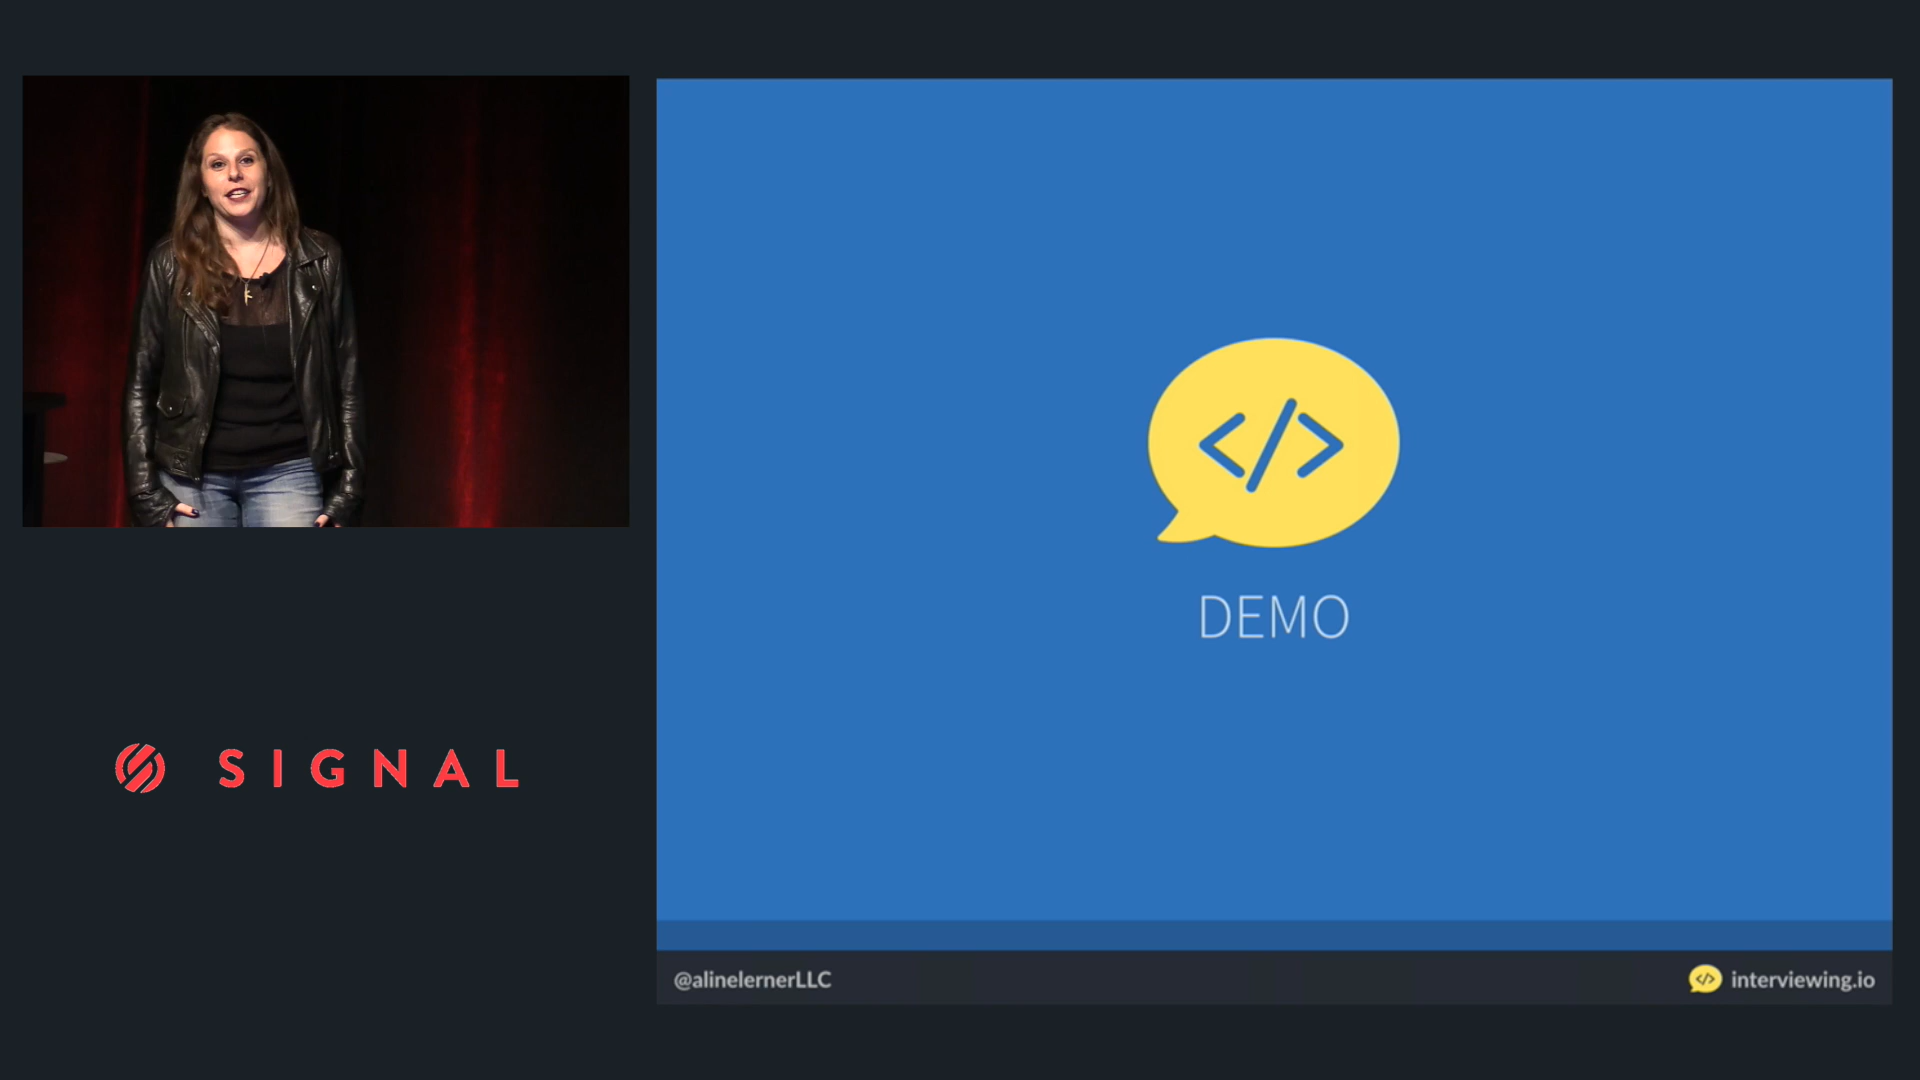 SIGNAL
</>
DEMO
@alinelernerLLC
</> interviewing.io